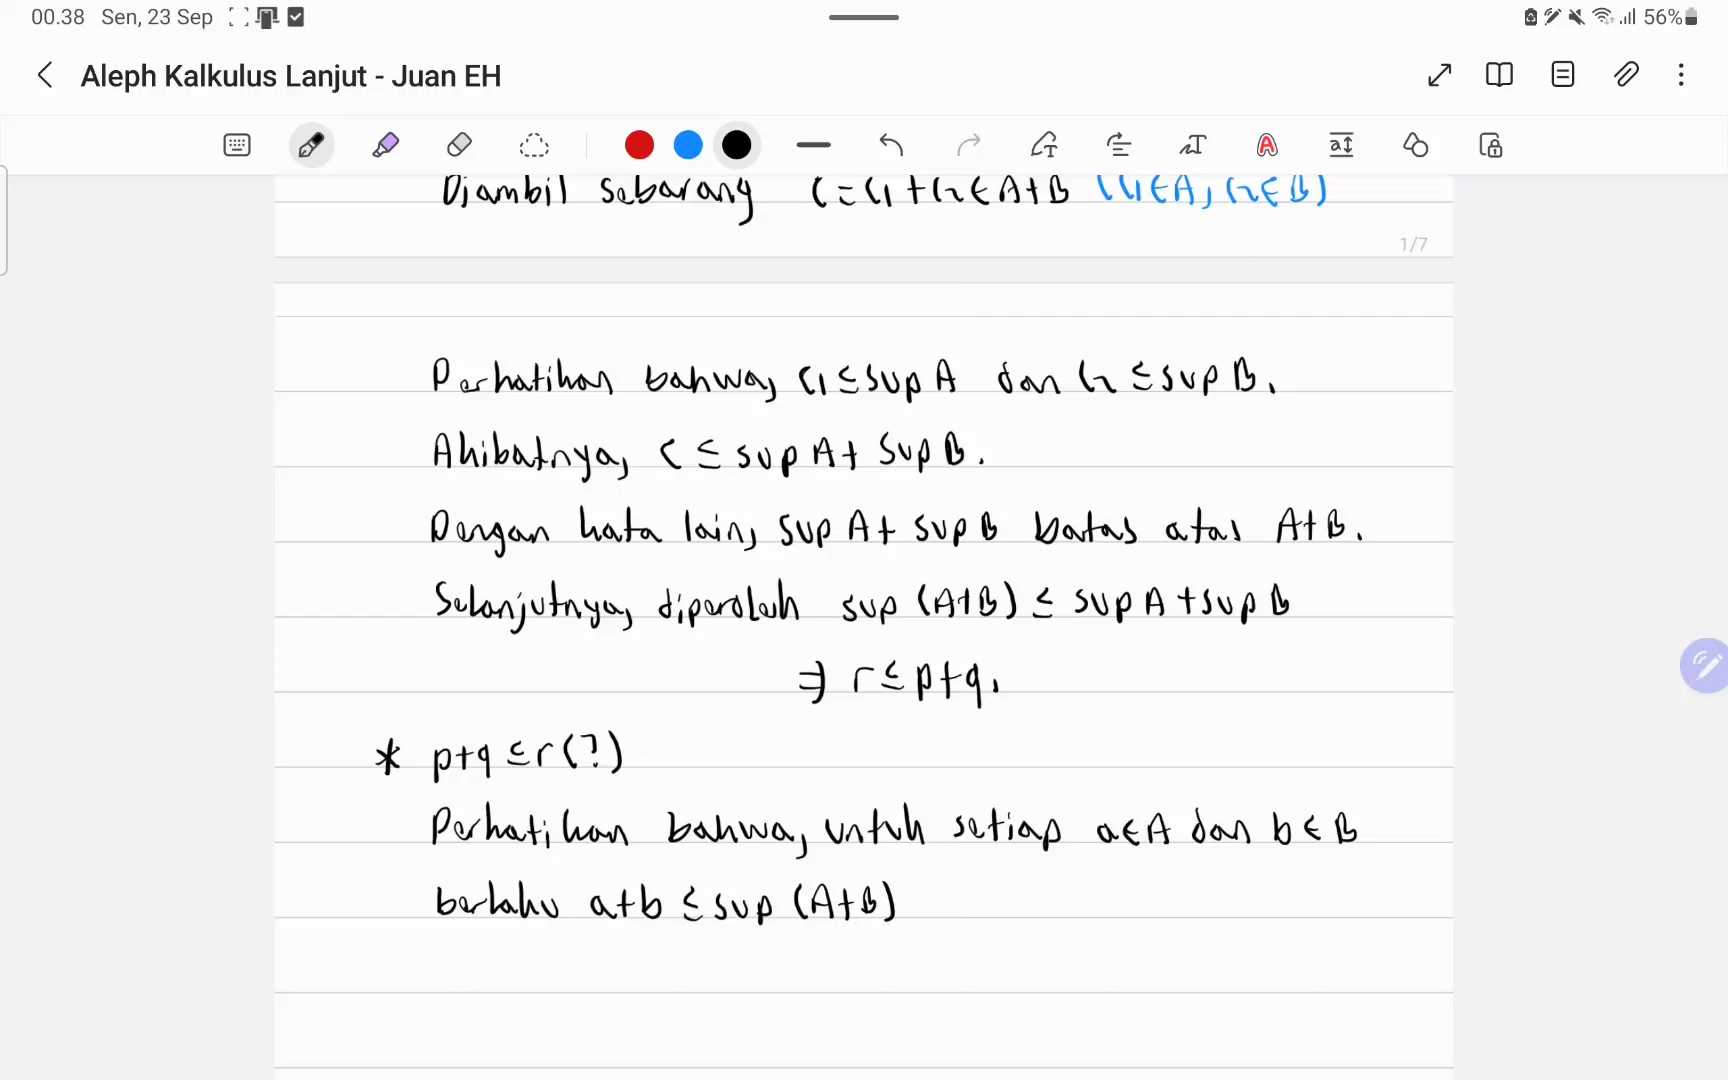 00.38 Sen, 23 Sep 56%
Aleph Kalkulus Lanjut - Juan EH
Diambil sebarang c = c1 + c2 ∈ A+B (c1 ∈ A, c2 ∈ B)
1/7
Perhatikan bahwa, c1 ≤ sup A dan c2 ≤ sup B.
Akibatnya, c ≤ sup A + sup B.
Dengan kata lain, sup A + sup B batas atas A+B.
Selanjutnya, diperoleh sup (A+B) ≤ sup A + sup B
⇒ r ≤ p+q.
* p+q ≤ r (?)
Perhatikan bahwa, untuk setiap a ∈ A dan b ∈ B
berlaku a+b ≤ sup (A+B)